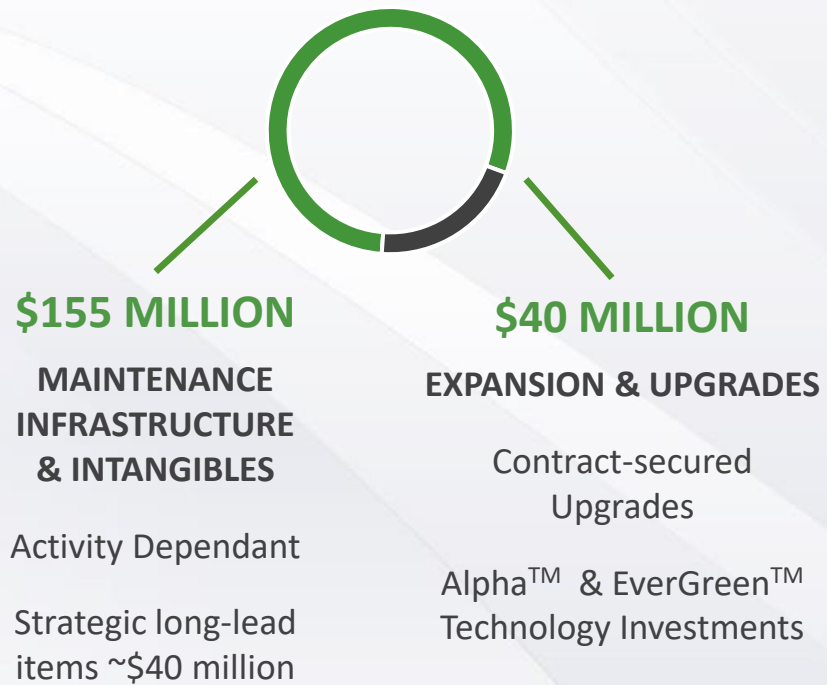 $155 MILLION
MAINTENANCE
INFRASTRUCTURE
& INTANGIBLES
Activity Dependant
Strategic long-lead
items ~$40 million
$40 MILLION
EXPANSION & UPGRADES
Contract-secured
Upgrades
Alpha™ & EverGreen™
Technology Investments